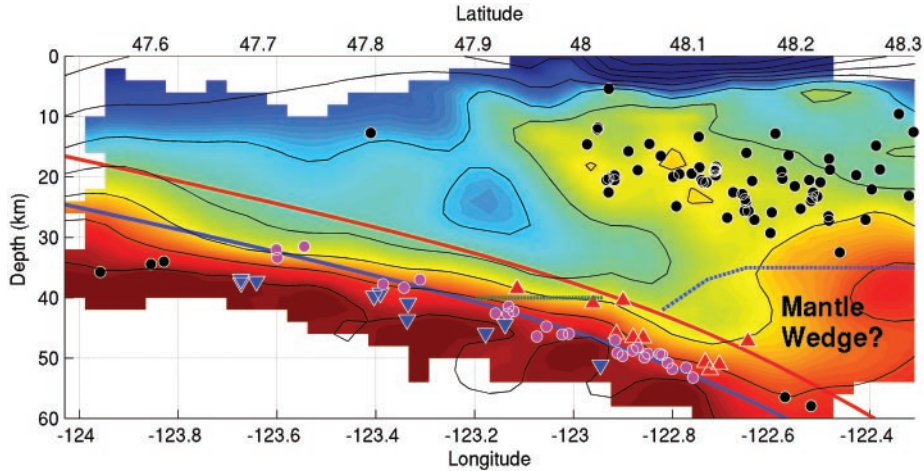 Latitude
47.6 47.7 47.8 47.9 48 48.1 48.2 48.3
0
10
20
30
40
50
60
Depth (km)
Mantle
Wedge?
-124 -123.8 -123.6 -123.4 -123.2 -123 -122.8 -122.6 -122.4
Longitude